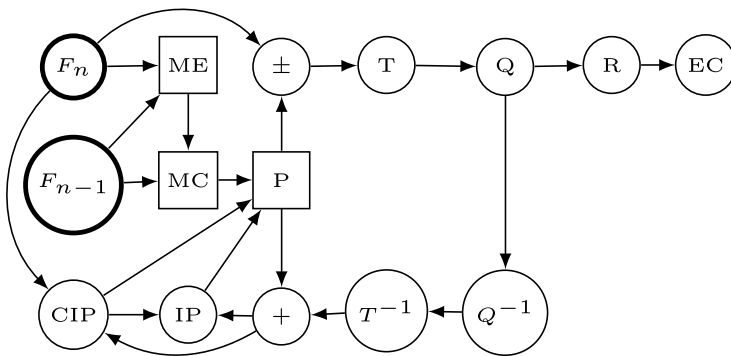 F_n ME ± T Q R EC
F_{n−1} MC P
CIP IP + T^{−1} Q^{−1}